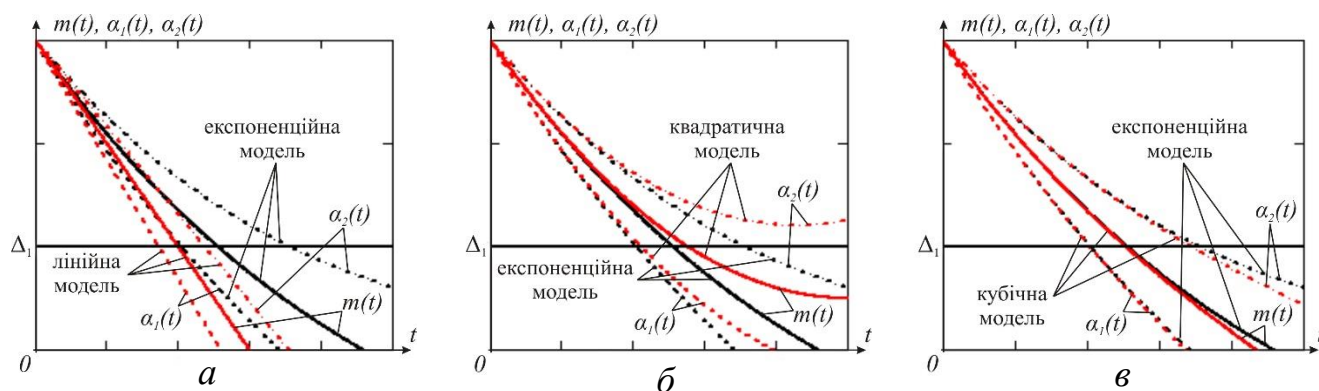 m(t), α₁(t), α₂(t)
експоненційна
модель
α₂(t)
Δ₁
лінійна
модель
α₁(t)
m(t)
t
0
а
m(t), α₁(t), α₂(t)
квадратична
модель
α₂(t)
Δ₁
експоненційна
модель
α₁(t)
m(t)
t
0
б
m(t), α₁(t), α₂(t)
експоненційна
модель
α₂(t)
Δ₁
кубічна
модель
α₁(t)
m(t)
t
0
в